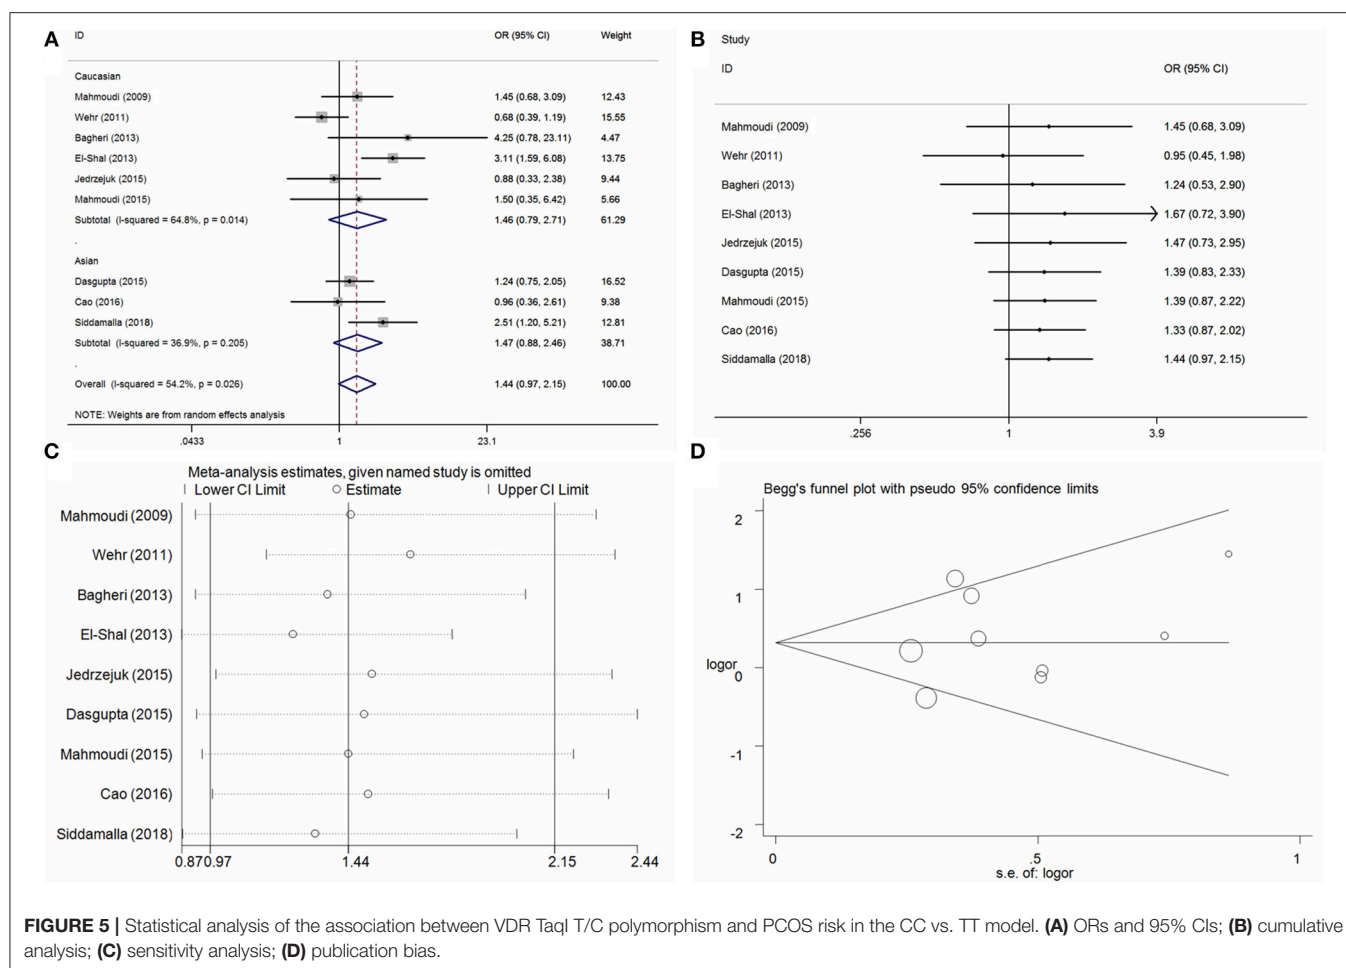 A
ID OR (95% CI) Weight
Caucasian
Mahmoudi (2009) 1.45 (0.68, 3.09) 12.43
Wehr (2011) 0.68 (0.39, 1.19) 15.55
Bagheri (2013) 4.25 (0.78, 23.11) 4.47
El-Shal (2013) 3.11 (1.59, 6.08) 13.75
Jedrzejuk (2015) 0.88 (0.33, 2.38) 9.44
Mahmoudi (2015) 1.50 (0.35, 6.42) 5.66
Subtotal (I-squared = 64.8%, p = 0.014) 1.46 (0.79, 2.71) 61.29
.
Asian
Dasgupta (2015) 1.24 (0.75, 2.05) 16.52
Cao (2016) 0.96 (0.36, 2.61) 9.38
Siddamalla (2018) 2.51 (1.20, 5.21) 12.81
Subtotal (I-squared = 36.9%, p = 0.205) 1.47 (0.88, 2.46) 38.71
.
Overall (I-squared = 54.2%, p = 0.026) 1.44 (0.97, 2.15) 100.00
NOTE: Weights are from random effects analysis
.0433 1 23.1
B
Study
ID OR (95% CI)
Mahmoudi (2009) 1.45 (0.68, 3.09)
Wehr (2011) 0.95 (0.45, 1.98)
Bagheri (2013) 1.24 (0.53, 2.90)
El-Shal (2013) 1.67 (0.72, 3.90)
Jedrzejuk (2015) 1.47 (0.73, 2.95)
Dasgupta (2015) 1.39 (0.83, 2.33)
Mahmoudi (2015) 1.39 (0.87, 2.22)
Cao (2016) 1.33 (0.87, 2.02)
Siddamalla (2018) 1.44 (0.97, 2.15)
.256 1 3.9
C
Meta-analysis estimates, given named study is omitted
Lower CI Limit Estimate Upper CI Limit
Mahmoudi (2009)
Wehr (2011)
Bagheri (2013)
El-Shal (2013)
Jedrzejuk (2015)
Dasgupta (2015)
Mahmoudi (2015)
Cao (2016)
Siddamalla (2018)
0.87 0.97 1.44 2.15 2.44
D
Begg's funnel plot with pseudo 95% confidence limits
2
1
logor
0
-1
-2
0 .5 1
s.e. of: logor
FIGURE 5 | Statistical analysis of the association between VDR TaqI T/C polymorphism and PCOS risk in the CC vs. TT model. (A) ORs and 95% CIs; (B) cumulative
analysis; (C) sensitivity analysis; (D) publication bias.